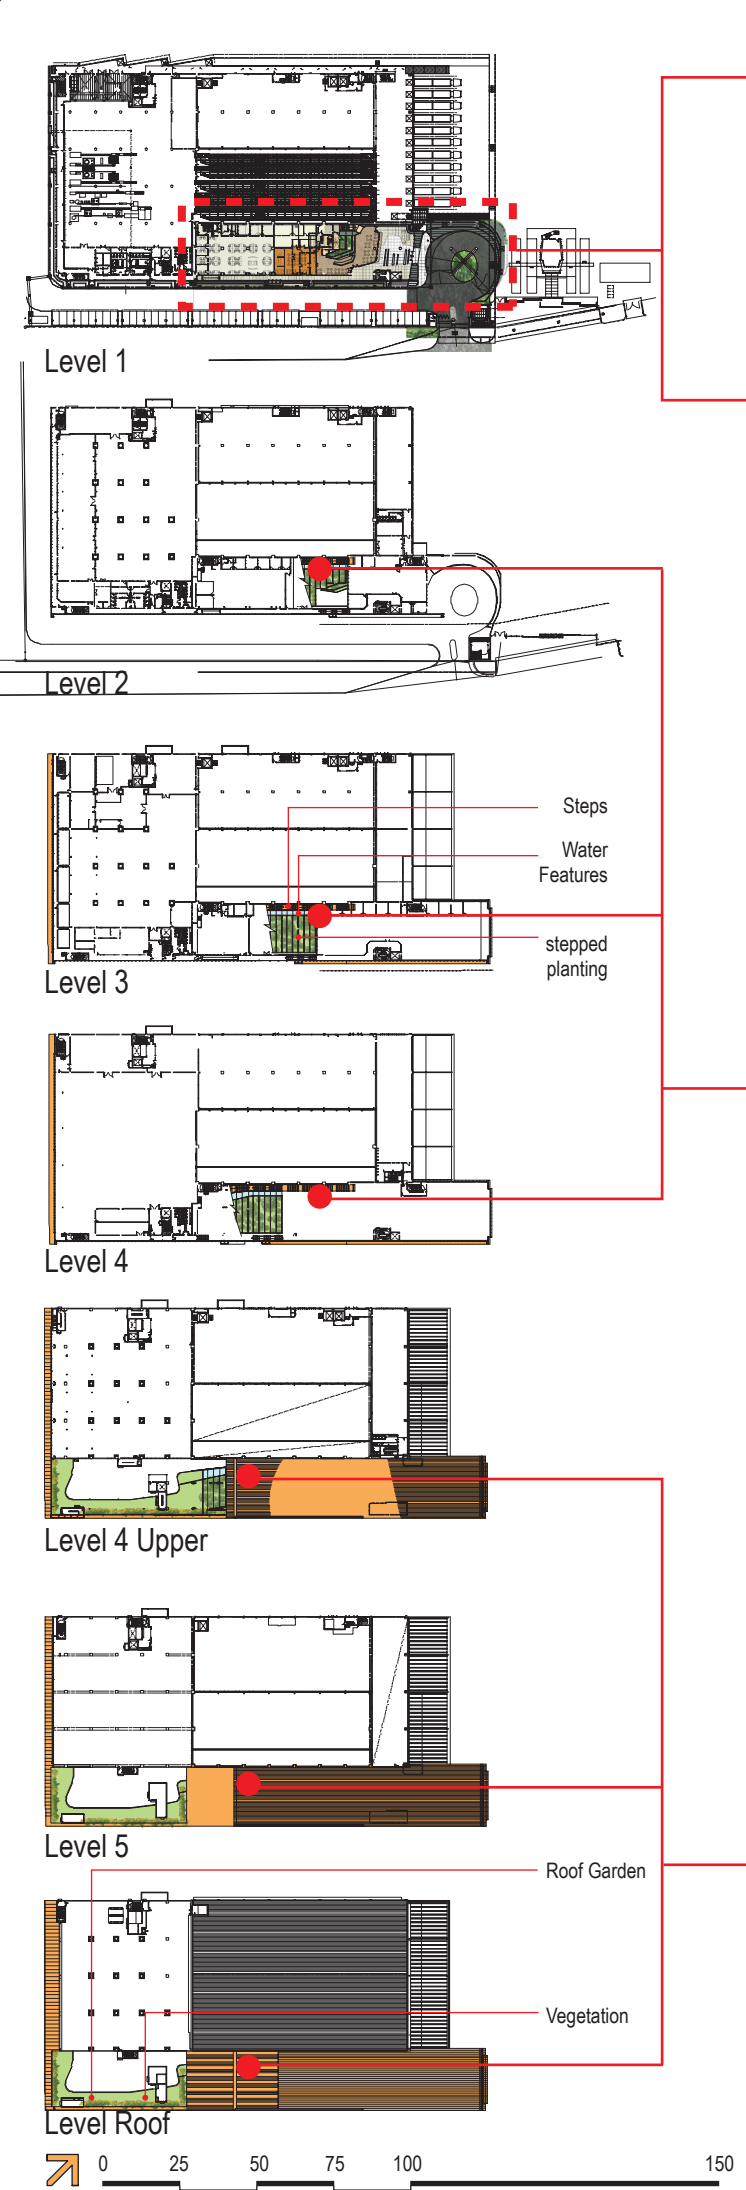 Level 1
Level 2
Steps
Water
Features
stepped
planting
Level 3
Level 4
Level 4 Upper
Level 5
Roof Garden
Vegetation
Level Roof
0 25 50 75 100 150